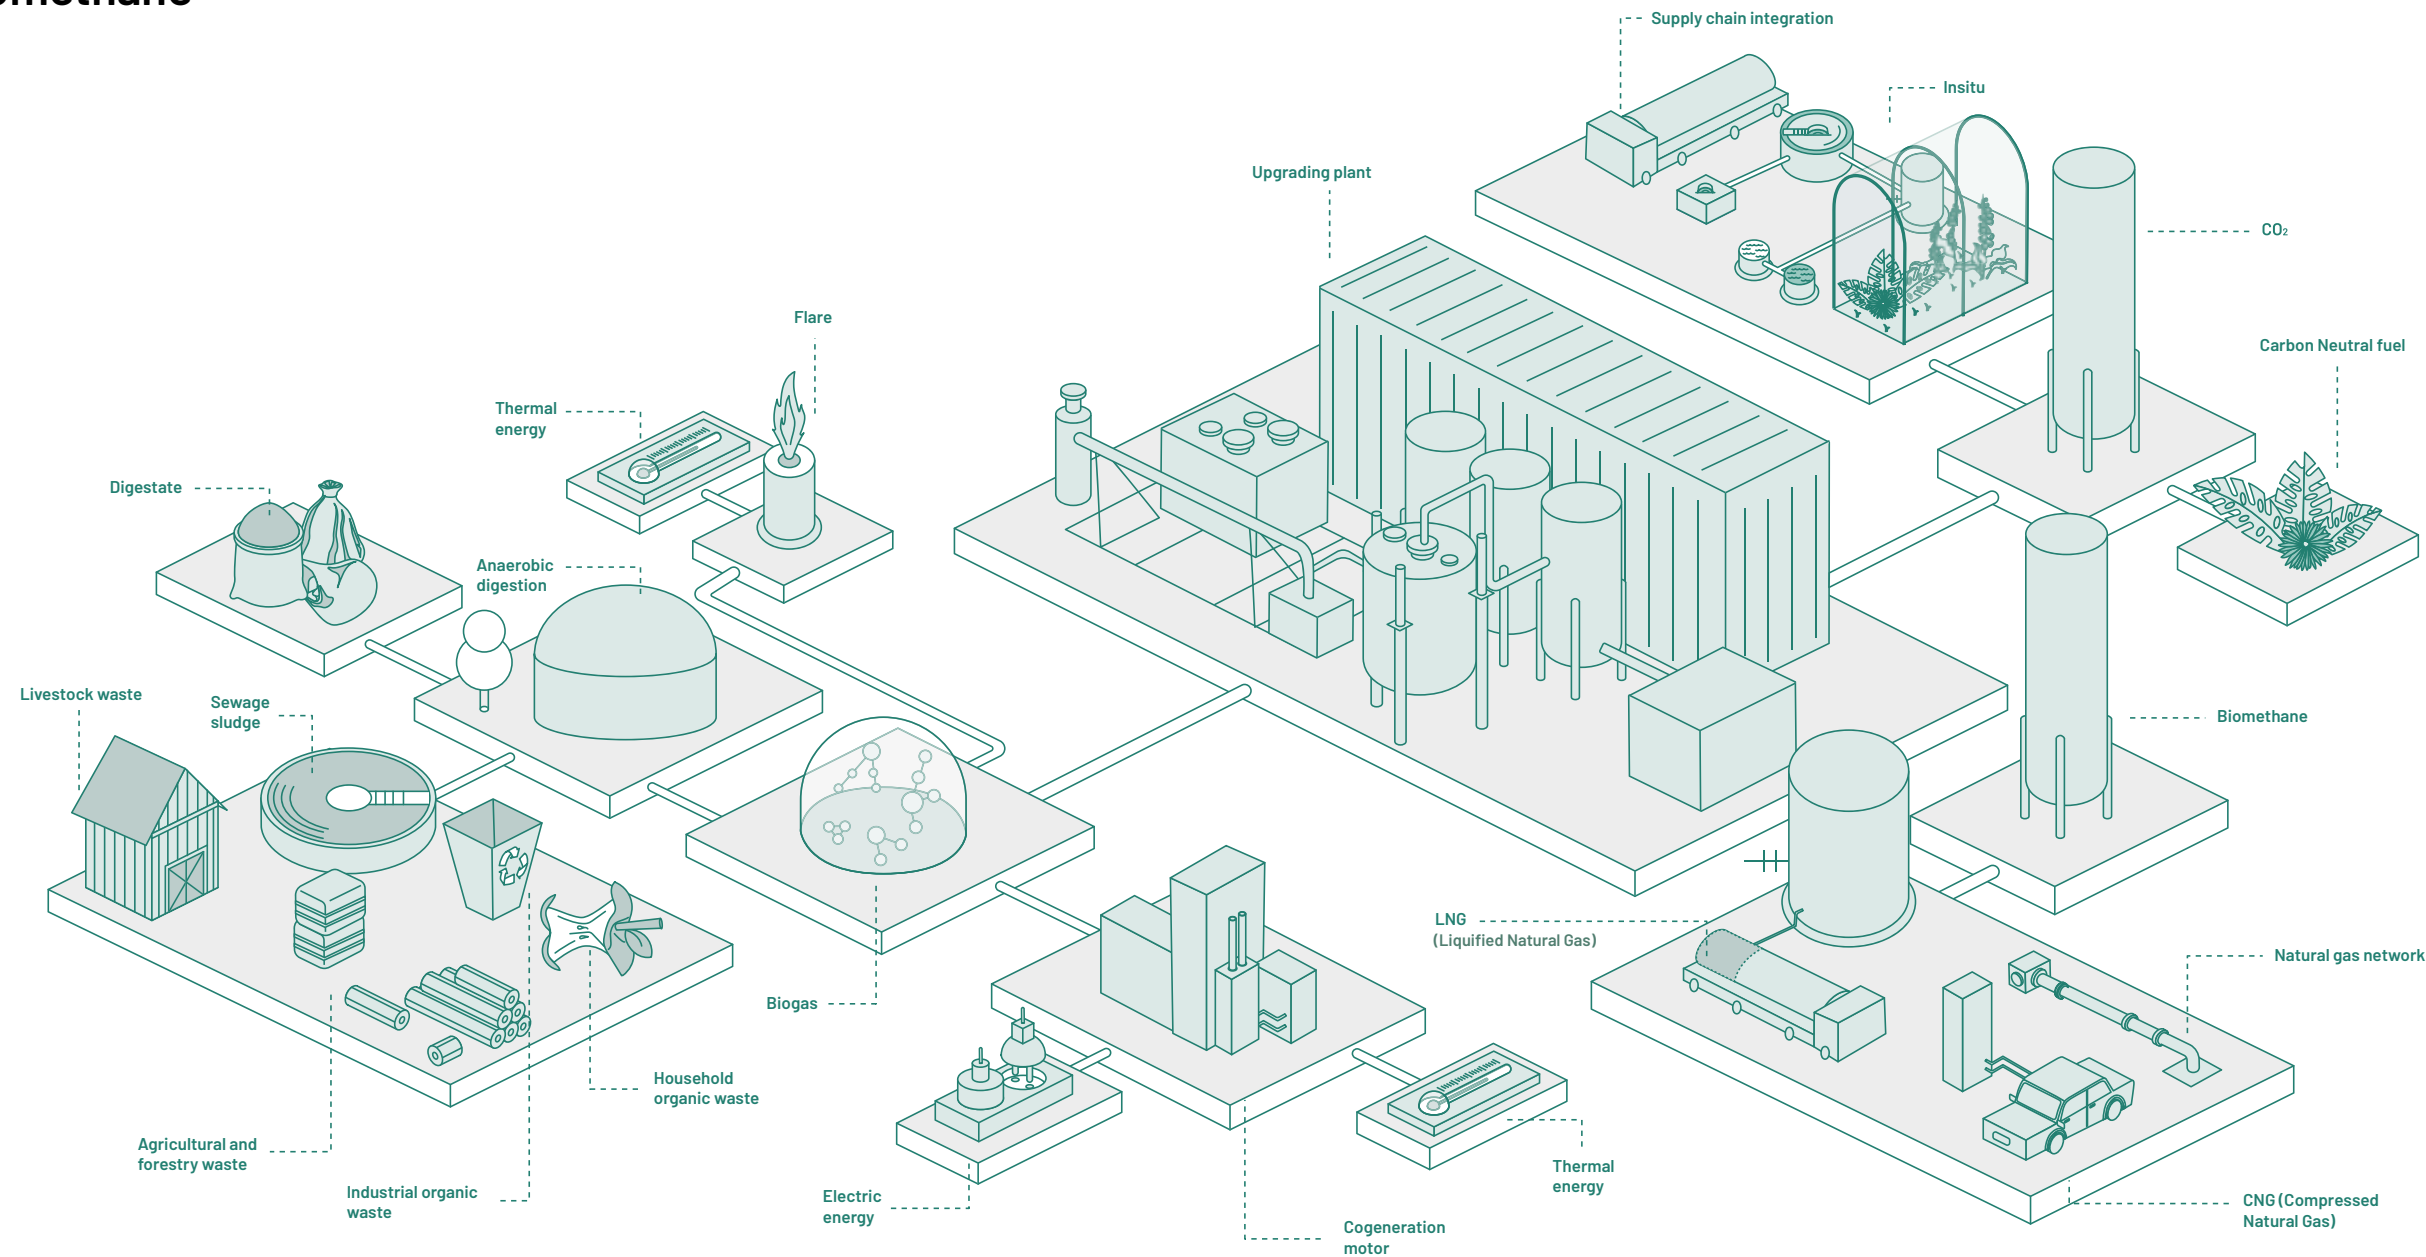 Supply chain integration
Insitu
Upgrading plant
CO₂
Flare
Carbon Neutral fuel
Thermal
energy
Digestate
Anaerobic
digestion
Livestock waste
Sewage
sludge
Biomethane
LNG
(Liquified Natural Gas)
Natural gas network
Biogas
Household
organic waste
Agricultural and
forestry waste
Industrial organic
waste
Electric
energy
Thermal
energy
Cogeneration
motor
CNG (Compressed
Natural Gas)